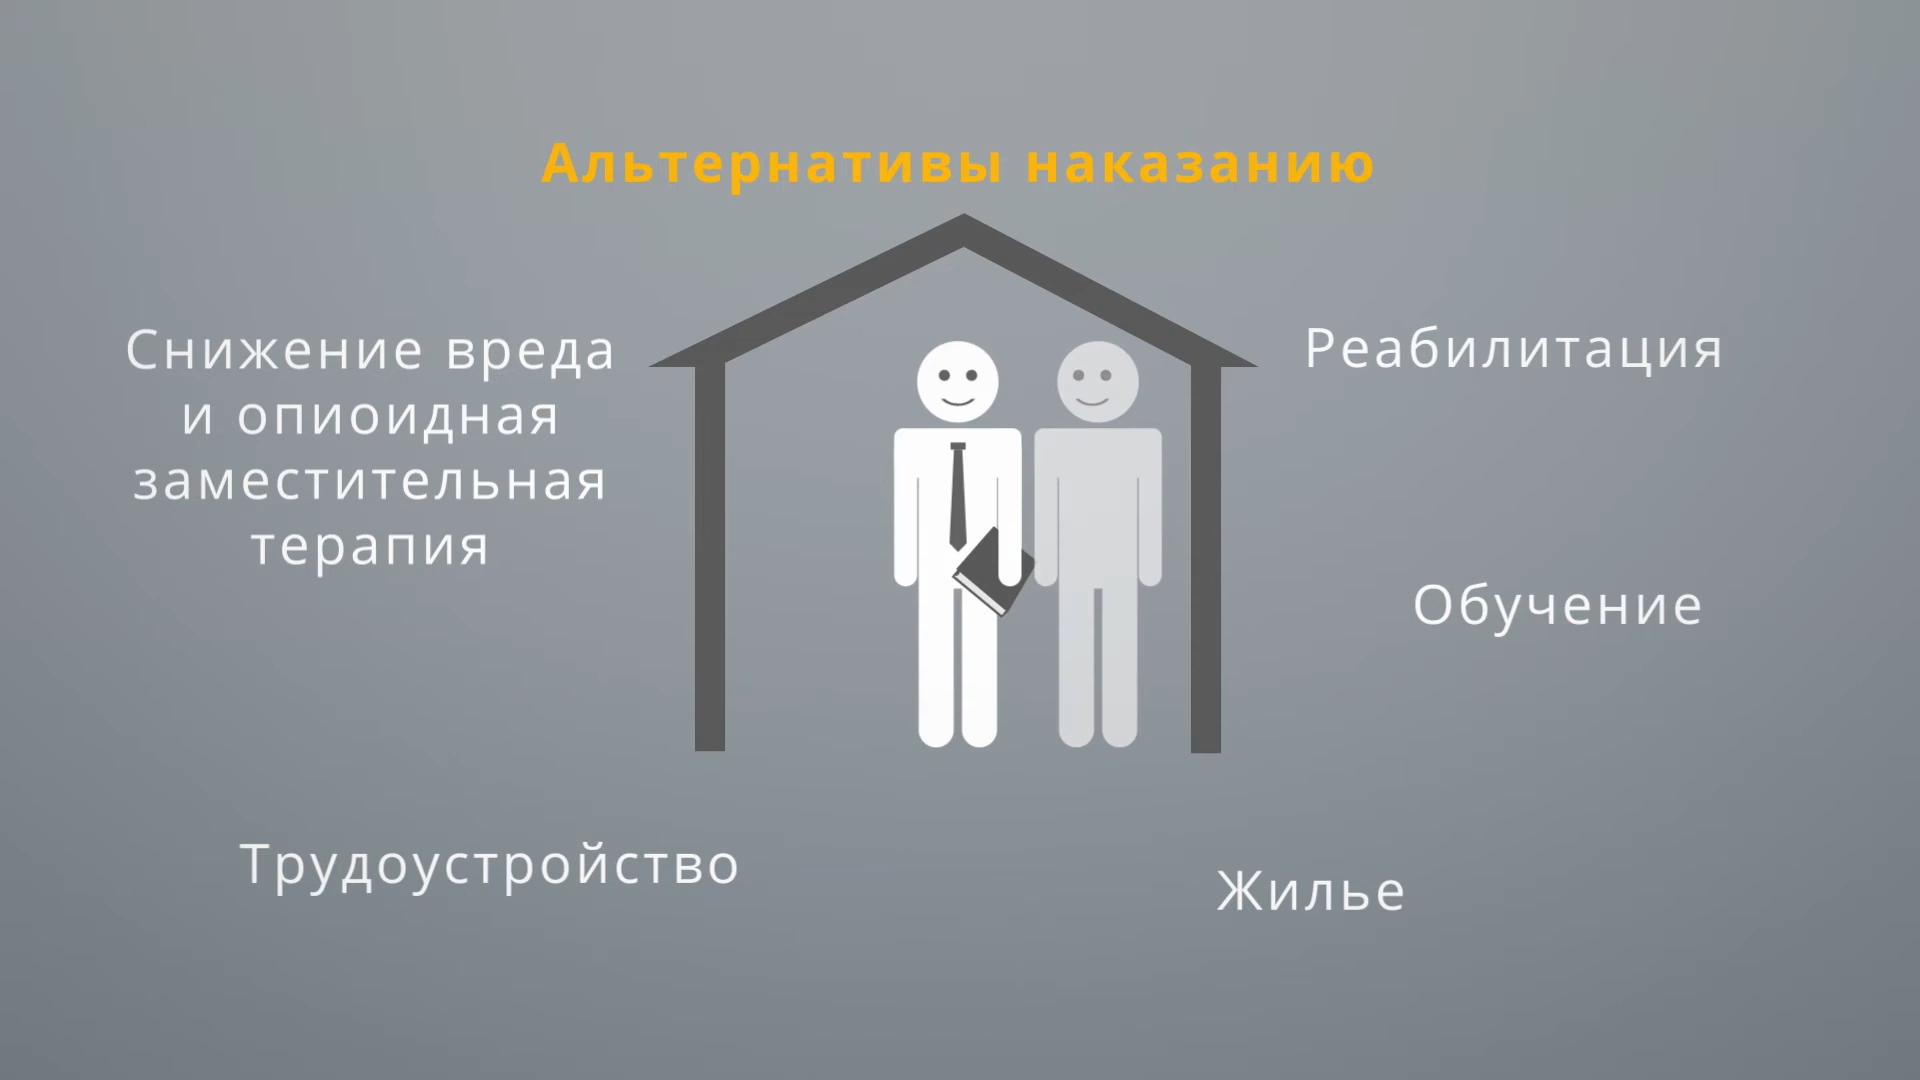 Альтернативы наказанию
Снижение вреда
и опиоидная
заместительная
терапия
Реабилитация
Обучение
Трудоустройство
Жилье